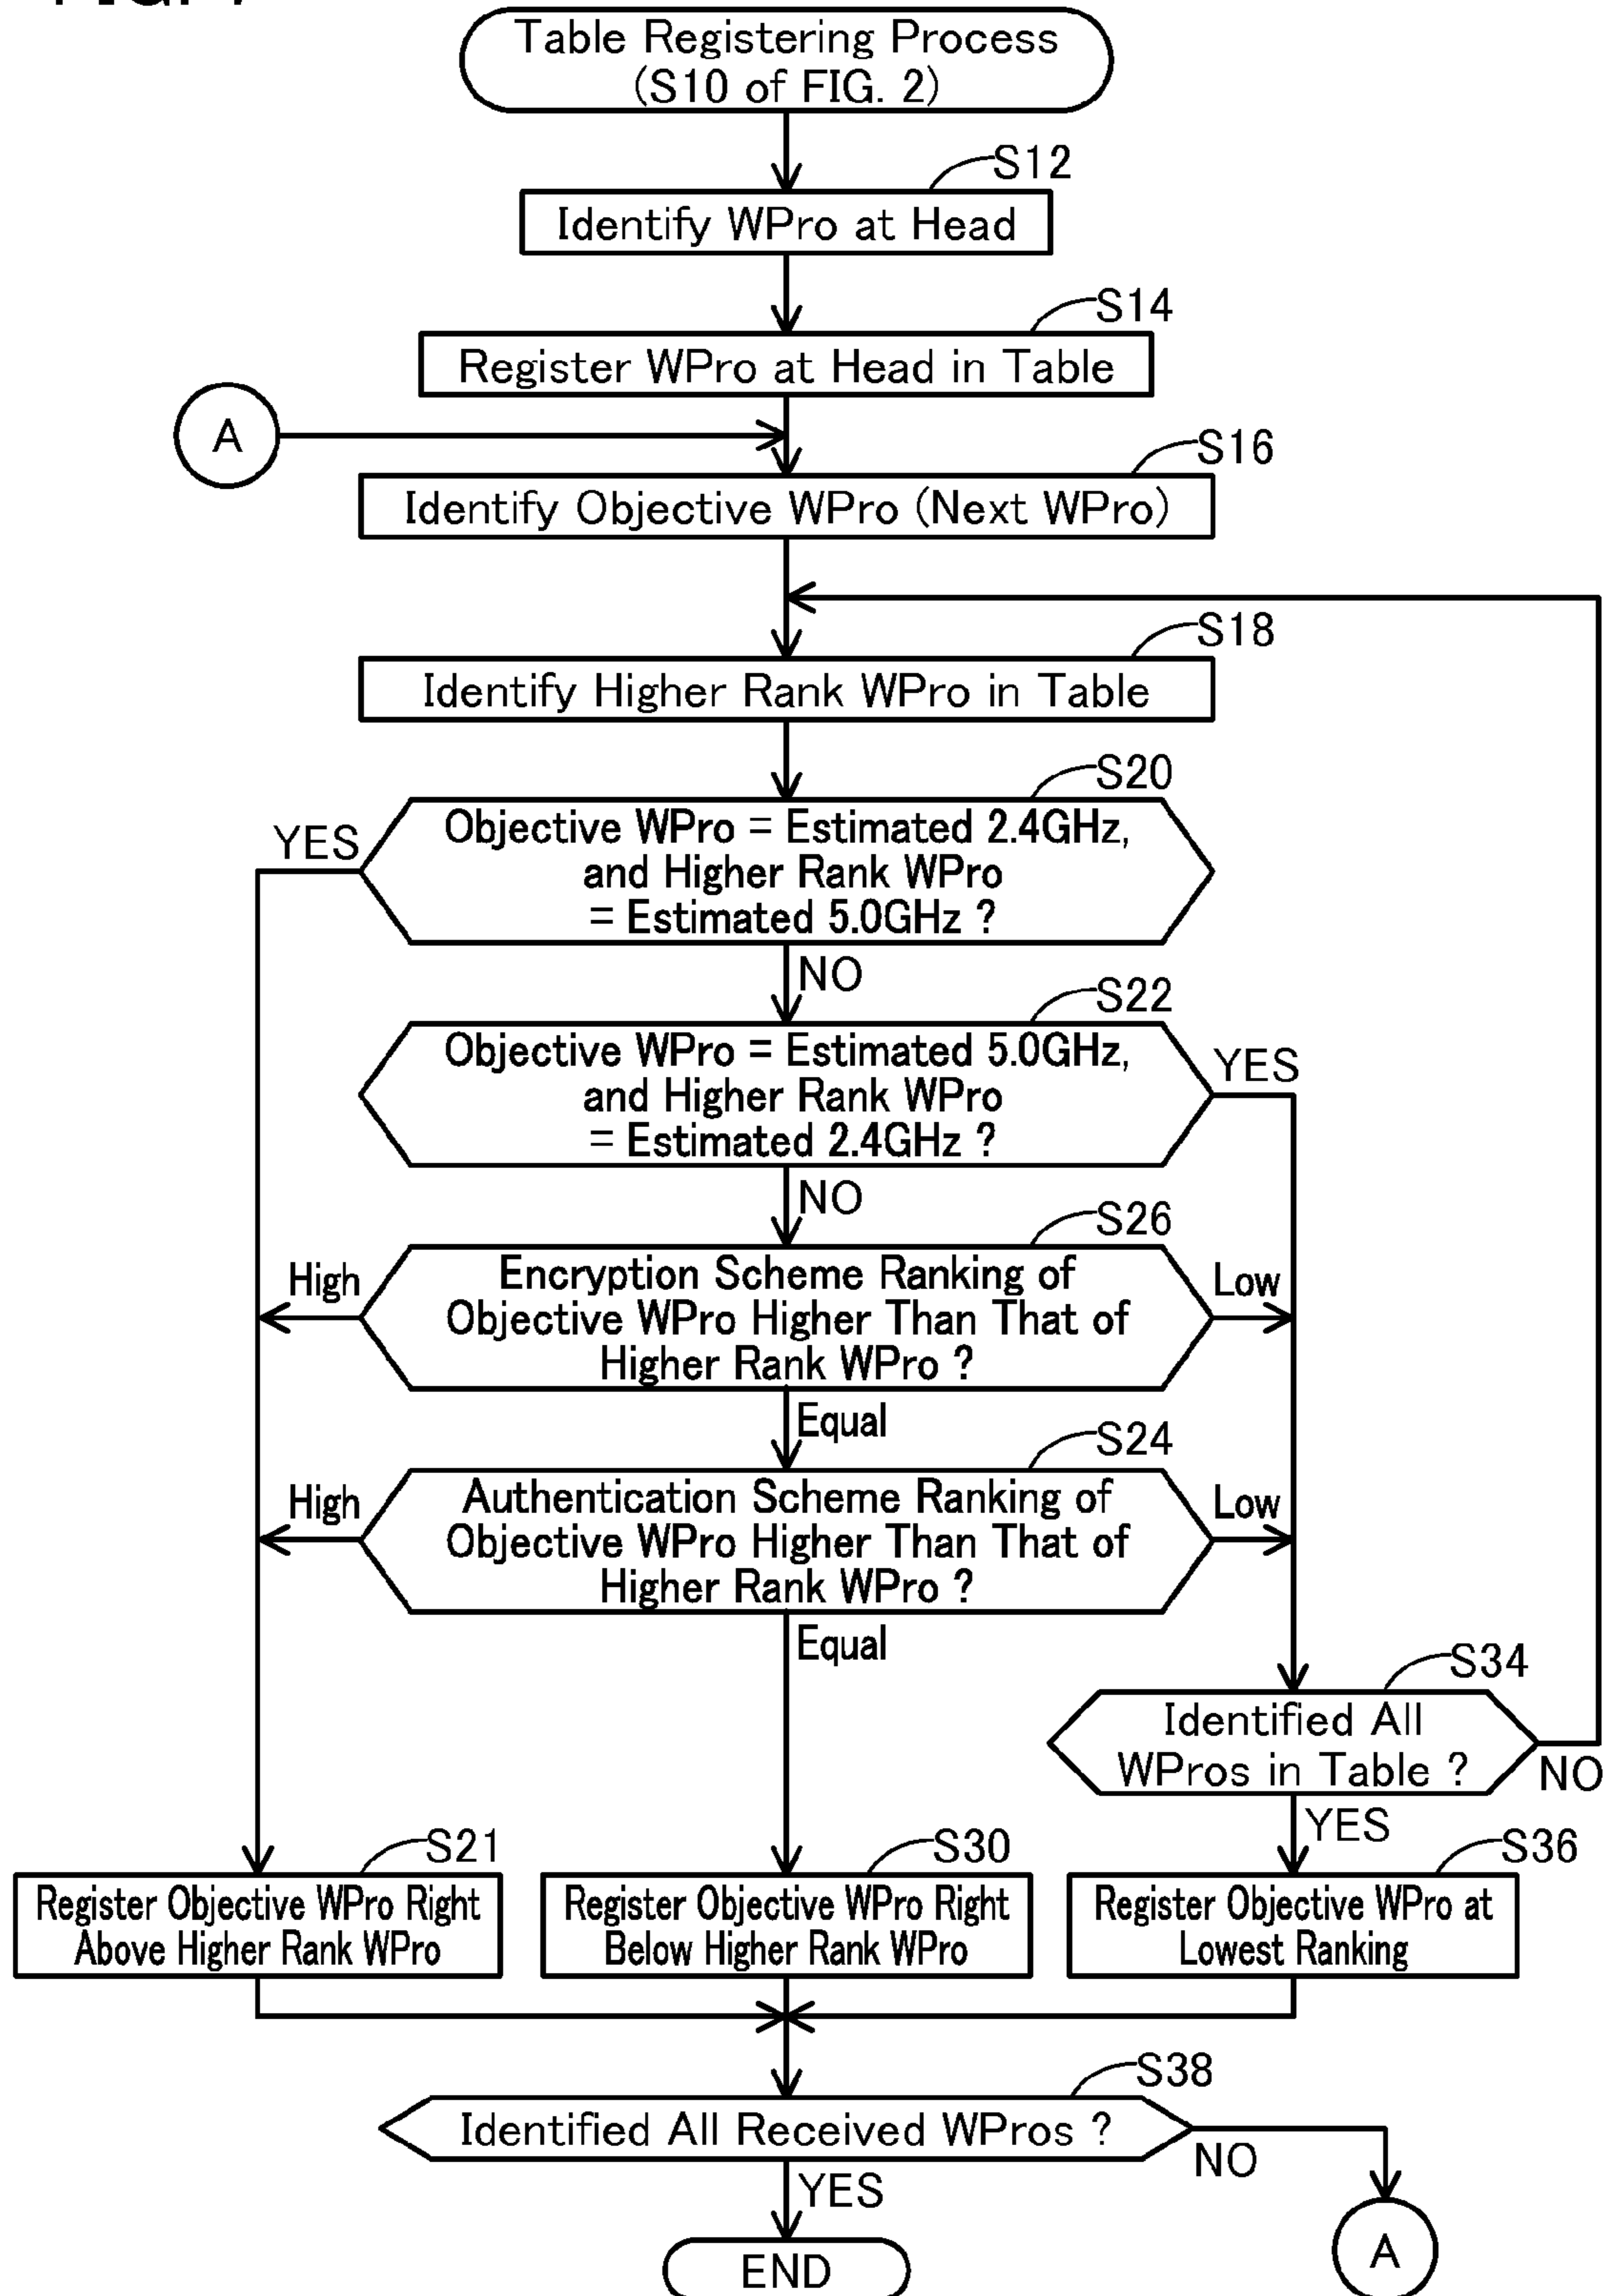 Table Registering Process
(S10 of FIG. 2)
S12
Identify WPro at Head
S14
Register WPro at Head in Table
A
S16
Identify Objective WPro (Next WPro)
S18
Identify Higher Rank WPro in Table
S20
YES
Objective WPro = Estimated 2.4GHz,
and Higher Rank WPro
= Estimated 5.0GHz ?
NO
S22
Objective WPro = Estimated 5.0GHz,
and Higher Rank WPro
= Estimated 2.4GHz ?
YES
NO
S26
High
Encryption Scheme Ranking of
Objective WPro Higher Than That of
Higher Rank WPro ?
Low
Equal
S24
High
Authentication Scheme Ranking of
Objective WPro Higher Than That of
Higher Rank WPro ?
Low
Equal
S34
Identified All
WPros in Table ?
NO
YES
S21
Register Objective WPro Right
Above Higher Rank WPro
S30
Register Objective WPro Right
Below Higher Rank WPro
S36
Register Objective WPro at
Lowest Ranking
S38
Identified All Received WPros ?
NO
YES
END
A